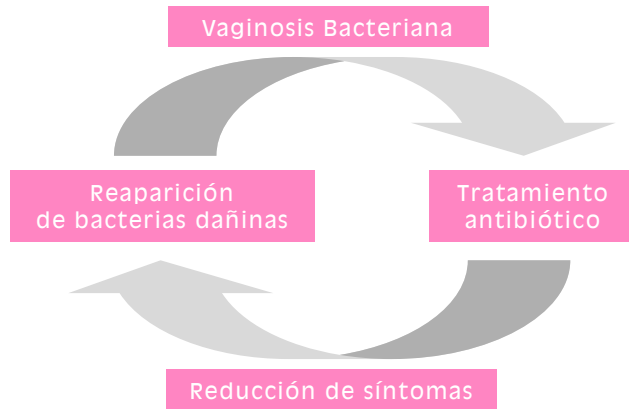 Vaginosis Bacteriana
Reaparición
de bacterias dañinas
Tratamiento
antibiótico
Reducción de síntomas